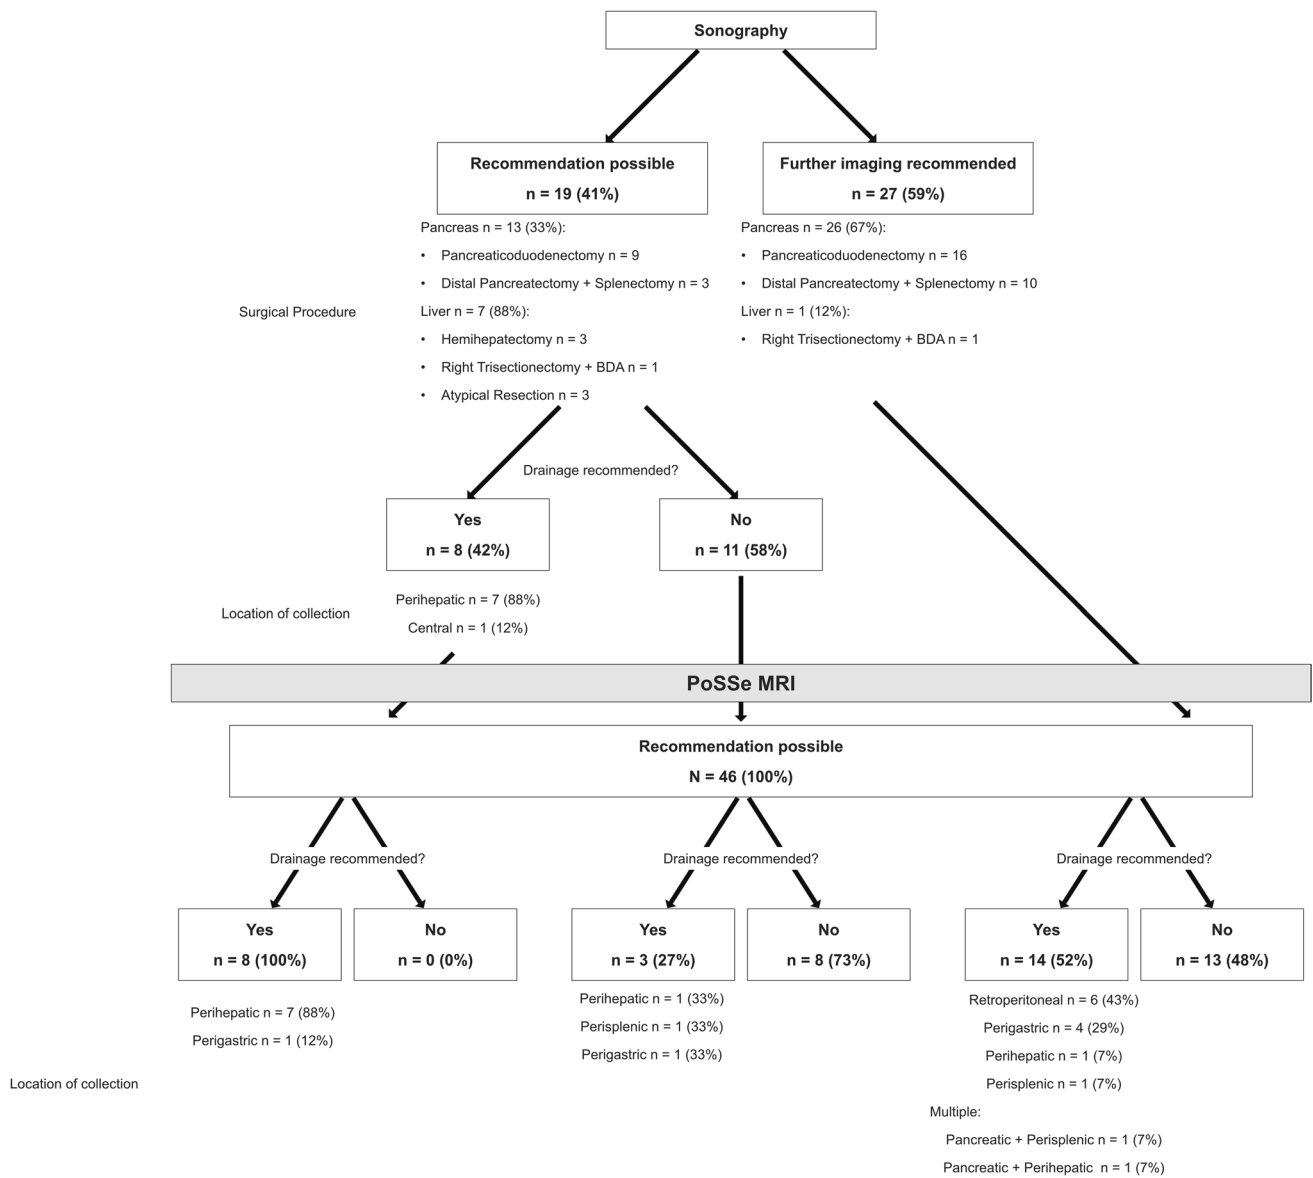 Sonography
Recommendation possible
n = 19 (41%)
Further imaging recommended
n = 27 (59%)
Surgical Procedure
Pancreas n = 13 (33%):
• Pancreaticoduodenectomy n = 9
• Distal Pancreatectomy + Splenectomy n = 3
Liver n = 7 (88%):
• Hemihepatectomy n = 3
• Right Trisectionectomy + BDA n = 1
• Atypical Resection n = 3
Pancreas n = 26 (67%):
• Pancreaticoduodenectomy n = 16
• Distal Pancreatectomy + Splenectomy n = 10
Liver n = 1 (12%):
• Right Trisectionectomy + BDA n = 1
Drainage recommended?
Yes
n = 8 (42%)
No
n = 11 (58%)
Location of collection
Perihepatic n = 7 (88%)
Central n = 1 (12%)
PoSSe MRI
Recommendation possible
N = 46 (100%)
Drainage recommended?
Drainage recommended?
Drainage recommended?
Yes
n = 8 (100%)
No
n = 0 (0%)
Yes
n = 3 (27%)
No
n = 8 (73%)
Yes
n = 14 (52%)
No
n = 13 (48%)
Location of collection
Perihepatic n = 7 (88%)
Perigastric n = 1 (12%)
Perihepatic n = 1 (33%)
Perisplenic n = 1 (33%)
Perigastric n = 1 (33%)
Retroperitoneal n = 6 (43%)
Perigastric n = 4 (29%)
Perihepatic n = 1 (7%)
Perisplenic n = 1 (7%)
Multiple:
Pancreatic + Perisplenic n = 1 (7%)
Pancreatic + Perihepatic n = 1 (7%)